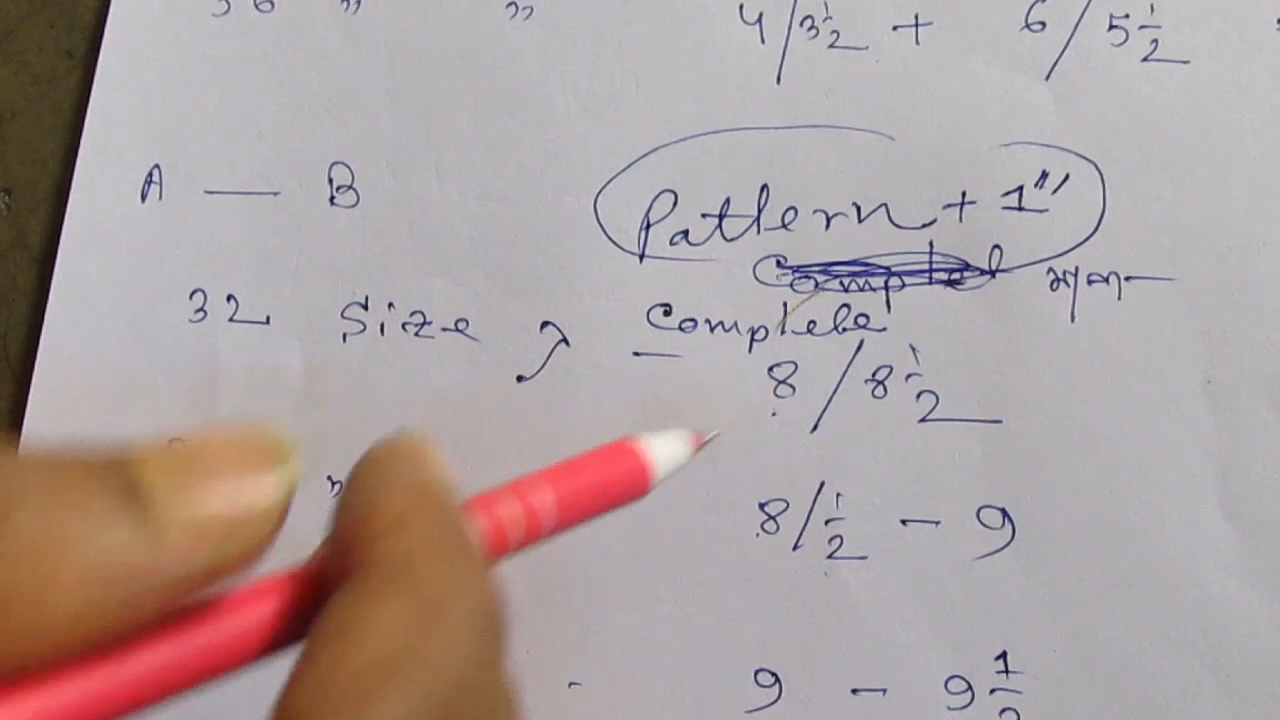 36 " " 4/3½ + 6/5½
A — B Pattern + 1"
32 Size Complete
8/8½
" 8/½ - 9
- 9 - 9½